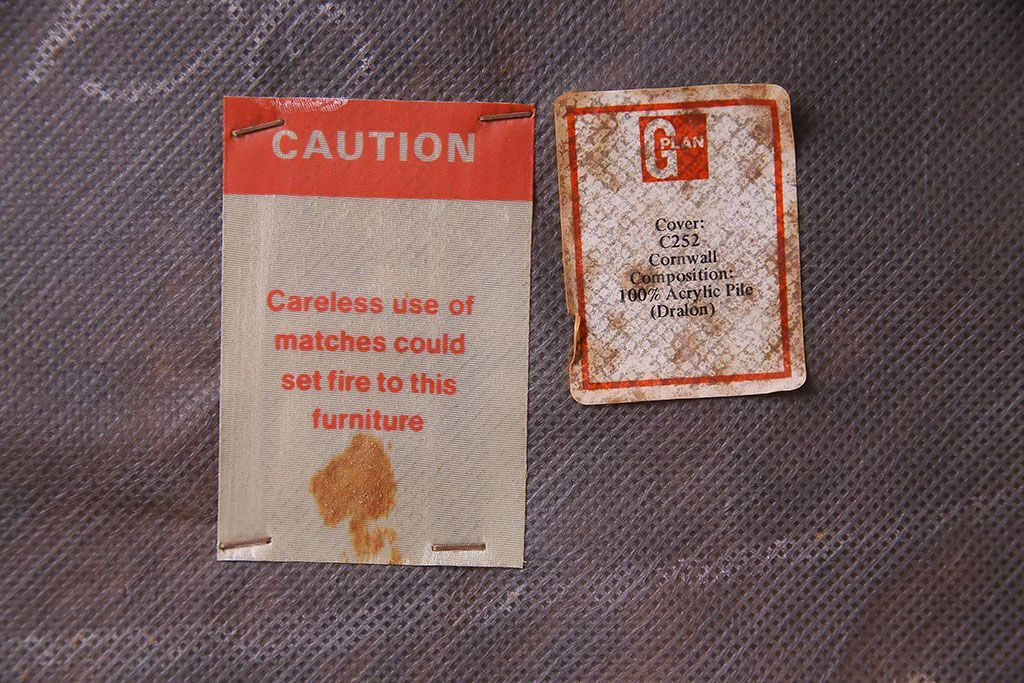 CAUTION
Careless use of
matches could
set fire to this
furniture
G PLAN
Cover:
C252
Cornwall
Composition:
100% Acrylic Pile
(Dralon)